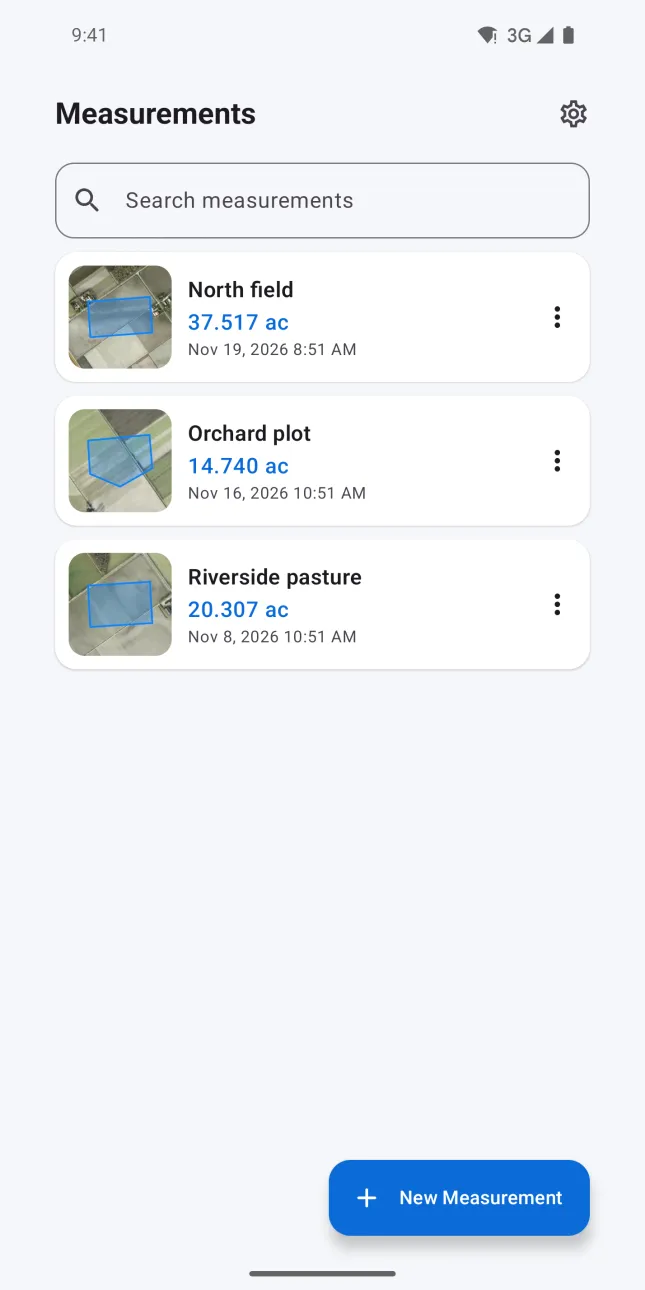 9:41
3G
Measurements
Search measurements
North field
37.517 ac
Nov 19, 2026 8:51 AM
Orchard plot
14.740 ac
Nov 16, 2026 10:51 AM
Riverside pasture
20.307 ac
Nov 8, 2026 10:51 AM
New Measurement